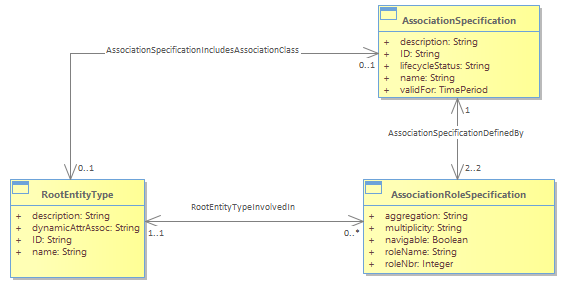 AssociationSpecification
+ description: String
+ ID: String
+ lifecycleStatus: String
+ name: String
+ validFor: TimePeriod
AssociationSpecificationIncludesAssociationClass
0..1
1
AssociationSpecificationDefinedBy
0..1
2..2
RootEntityType
+ description: String
+ dynamicAttrAssoc: String
+ ID: String
+ name: String
RootEntityTypeInvolvedIn
1..1
0..*
AssociationRoleSpecification
+ aggregation: String
+ multiplicity: String
+ navigable: Boolean
+ roleName: String
+ roleNbr: Integer